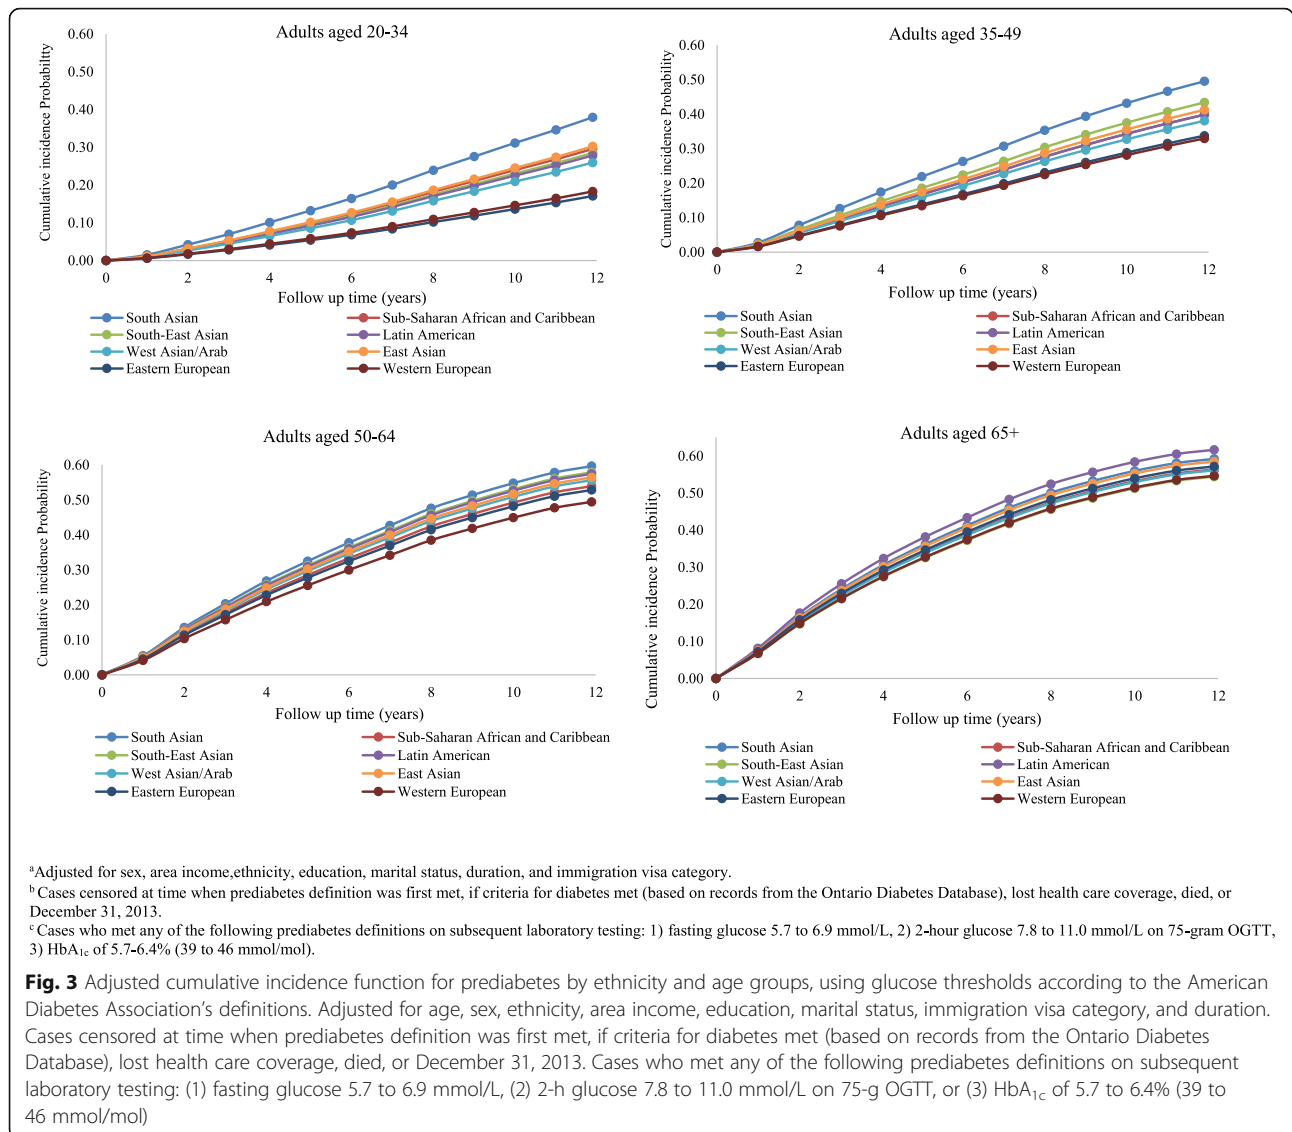 Adults aged 20-34
Cumulative incidence Probability
0.60
0.50
0.40
0.30
0.20
0.10
0.00
0 2 4 6 8 10 12
Follow up time (years)
South Asian Sub-Saharan African and Caribbean
South-East Asian Latin American
West Asian/Arab East Asian
Eastern European Western European
Adults aged 35-49
Cumulative incidence Probability
0.60
0.50
0.40
0.30
0.20
0.10
0.00
0 2 4 6 8 10 12
Follow up time (years)
South Asian Sub-Saharan African and Caribbean
South-East Asian Latin American
West Asian/Arab East Asian
Eastern European Western European
Adults aged 50-64
Cumulative incidence Probability
0.60
0.50
0.40
0.30
0.20
0.10
0.00
0 2 4 6 8 10 12
Follow up time (years)
South Asian Sub-Saharan African and Caribbean
South-East Asian Latin American
West Asian/Arab East Asian
Eastern European Western European
Adults aged 65+
Cumulative incidence Probability
0.60
0.50
0.40
0.30
0.20
0.10
0.00
0 2 4 6 8 10 12
Follow up time (years)
South Asian Sub-Saharan African and Caribbean
South-East Asian Latin American
West Asian/Arab East Asian
Eastern European Western European
aAdjusted for sex, area income,ethnicity, education, marital status, duration, and immigration visa category.
b Cases censored at time when prediabetes definition was first met, if criteria for diabetes met (based on records from the Ontario Diabetes Database), lost health care coverage, died, or
December 31, 2013.
c Cases who met any of the following prediabetes definitions on subsequent laboratory testing: 1) fasting glucose 5.7 to 6.9 mmol/L, 2) 2-hour glucose 7.8 to 11.0 mmol/L on 75-gram OGTT,
3) HbA1c of 5.7-6.4% (39 to 46 mmol/mol).
Fig. 3 Adjusted cumulative incidence function for prediabetes by ethnicity and age groups, using glucose thresholds according to the American
Diabetes Association's definitions. Adjusted for age, sex, ethnicity, area income, education, marital status, immigration visa category, and duration.
Cases censored at time when prediabetes definition was first met, if criteria for diabetes met (based on records from the Ontario Diabetes
Database), lost health care coverage, died, or December 31, 2013. Cases who met any of the following prediabetes definitions on subsequent
laboratory testing: (1) fasting glucose 5.7 to 6.9 mmol/L, (2) 2-h glucose 7.8 to 11.0 mmol/L on 75-g OGTT, or (3) HbA1c of 5.7 to 6.4% (39 to
46 mmol/mol)